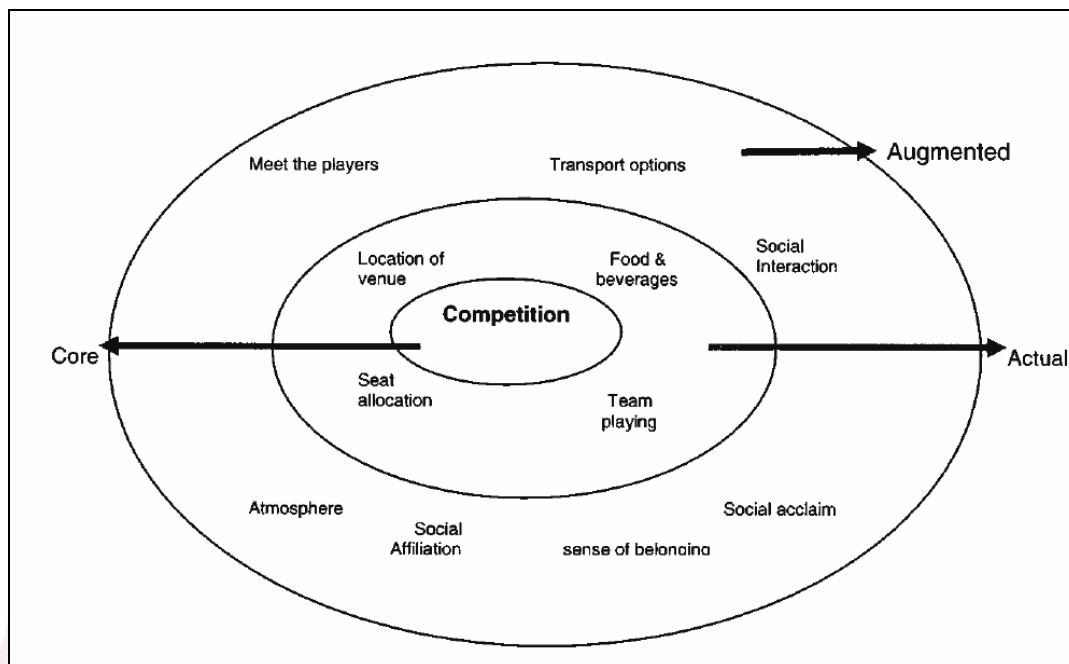 Meet the players
Transport options
Augmented
Location of
venue
Food &
beverages
Social
Interaction
Competition
Core
Actual
Seat
allocation
Team
playing
Atmosphere
Social
Affiliation
sense of belonging
Social acclaim